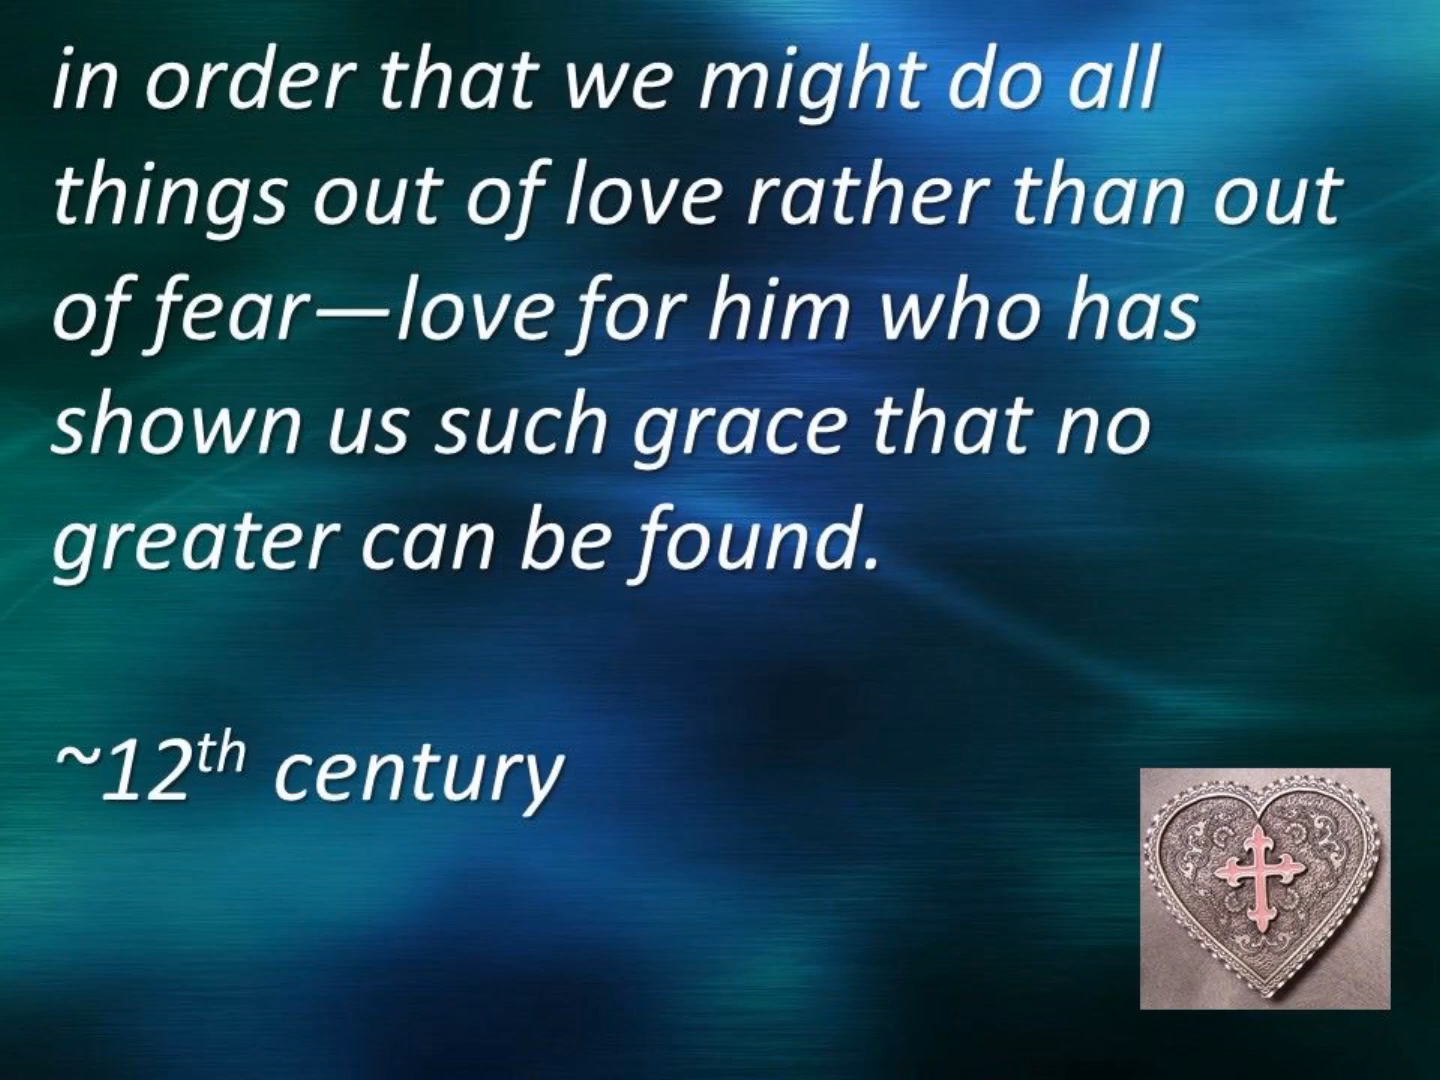 in order that we might do all
things out of love rather than out
of fear—love for him who has
shown us such grace that no
greater can be found.
~12th century